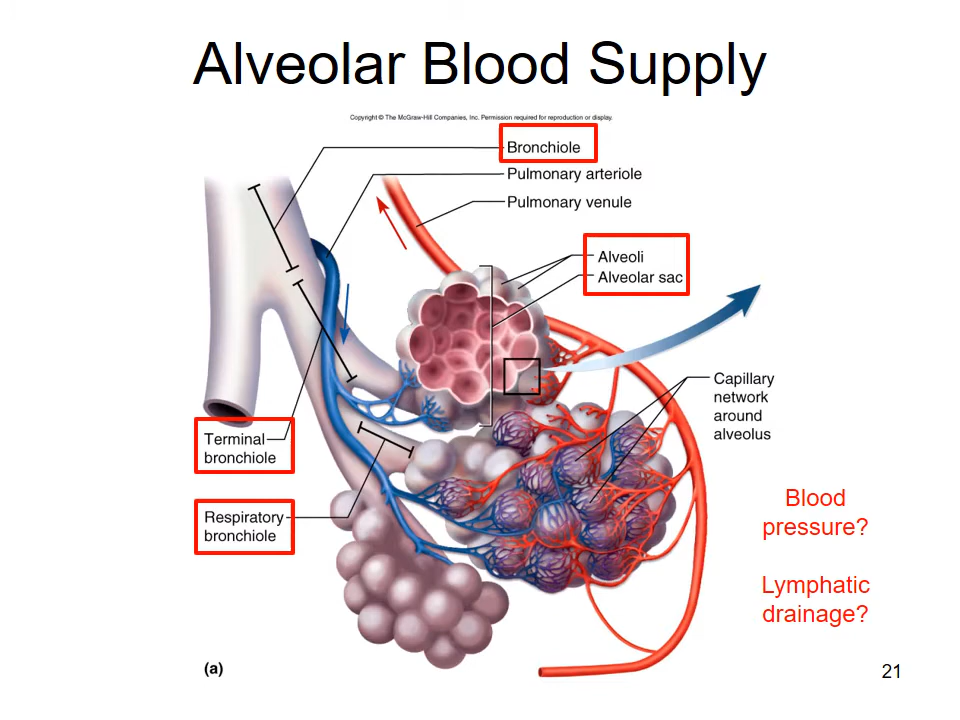 Alveolar Blood Supply
Copyright © The McGraw-Hill Companies, Inc. Permission required for reproduction or display.
Bronchiole
Pulmonary arteriole
Pulmonary venule
Alveoli
Alveolar sac
Capillary
network
around
alveolus
Terminal
bronchiole
Respiratory
bronchiole
Blood
pressure?
Lymphatic
drainage?
(a)
21